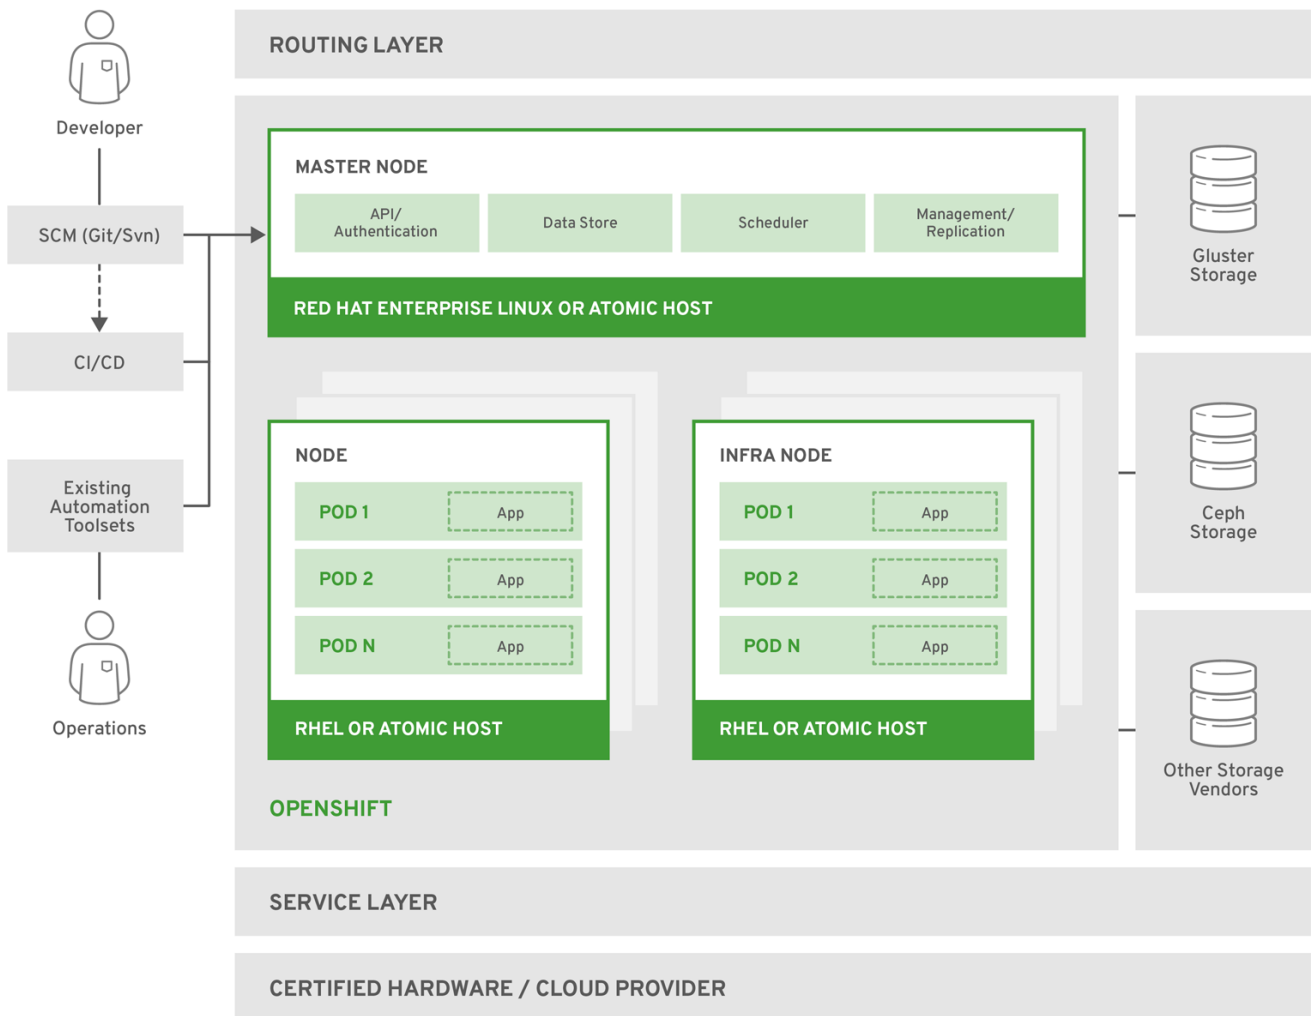 Developer
SCM (Git/Svn)
CI/CD
Existing
Automation
Toolsets
Operations
ROUTING LAYER
MASTER NODE
API/
Authentication
Data Store
Scheduler
Management/
Replication
RED HAT ENTERPRISE LINUX OR ATOMIC HOST
NODE
POD 1
App
POD 2
App
POD N
App
RHEL OR ATOMIC HOST
INFRA NODE
POD 1
App
POD 2
App
POD N
App
RHEL OR ATOMIC HOST
OPENSHIFT
Gluster
Storage
Ceph
Storage
Other Storage
Vendors
SERVICE LAYER
CERTIFIED HARDWARE / CLOUD PROVIDER